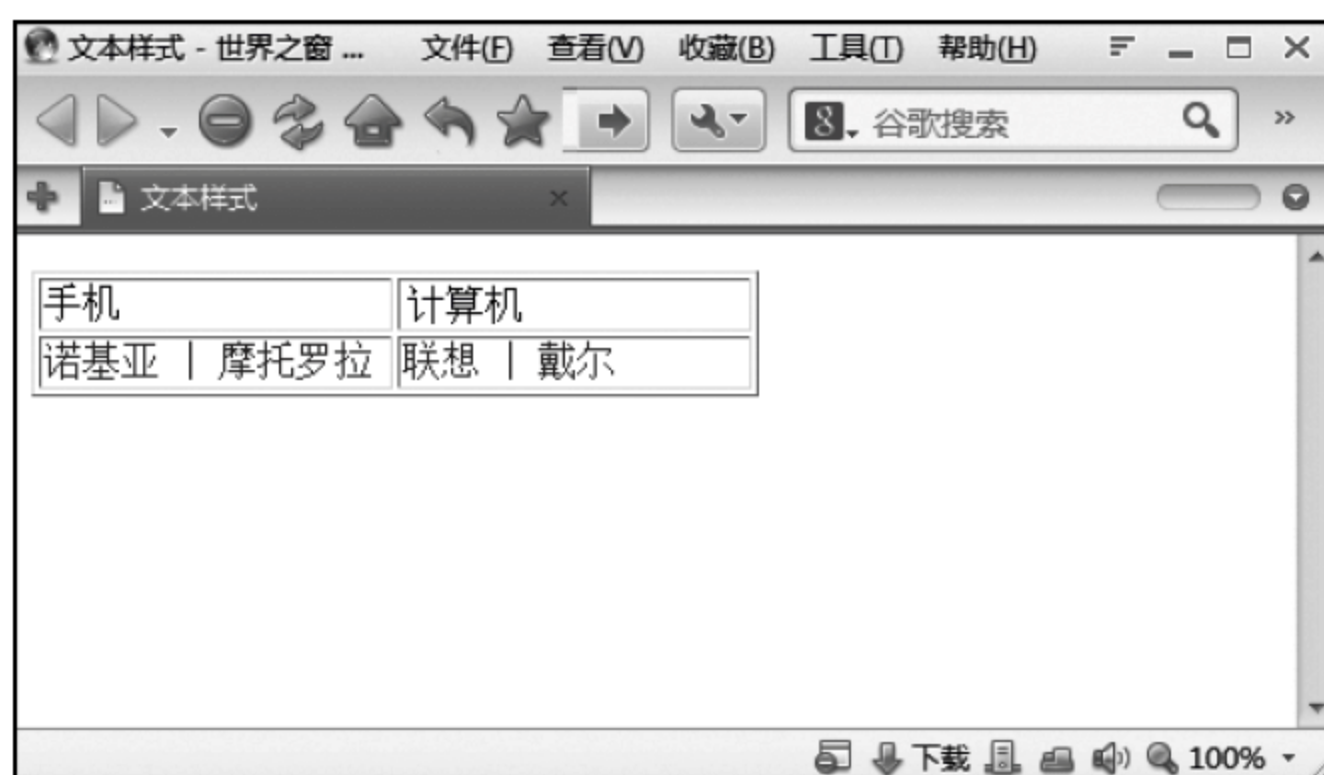 文本样式 - 世界之窗 ... 文件(F) 查看(V) 收藏(B) 工具(T) 帮助(H)
8 谷歌搜索 »
文本样式 ×
手机 计算机
诺基亚 | 摩托罗拉 联想 | 戴尔
下载 100%